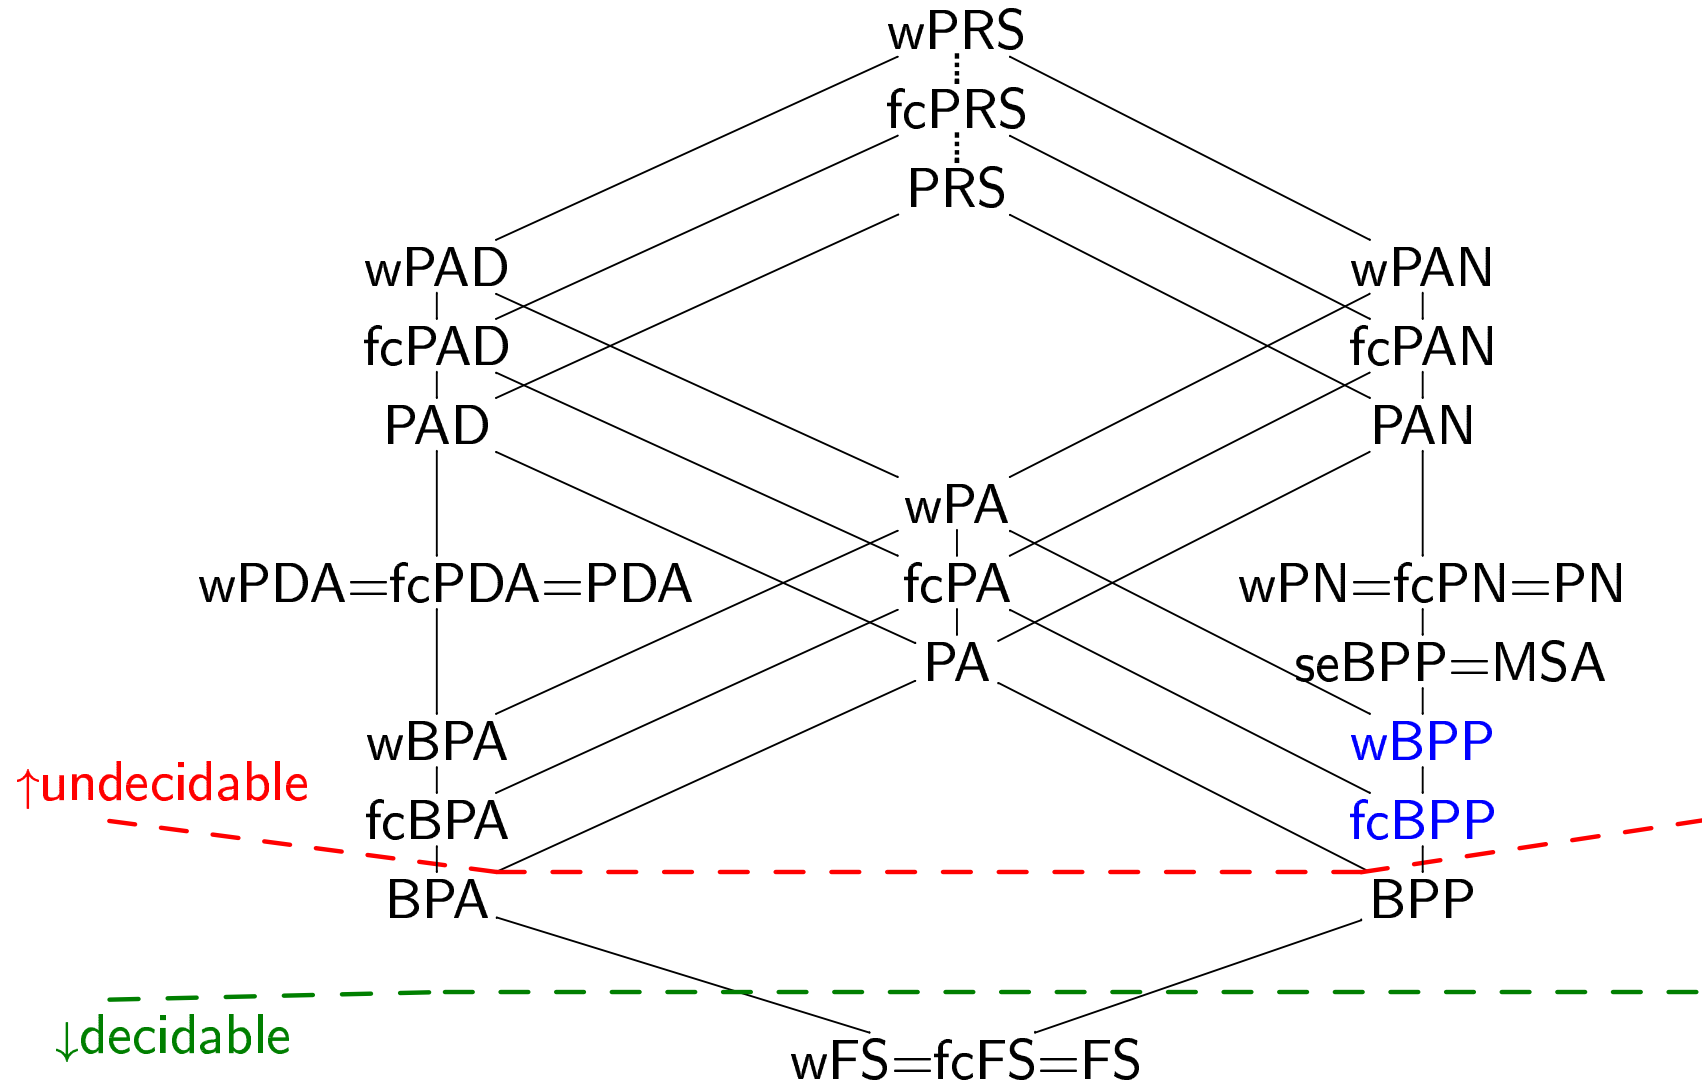 wPRS
fcPRS
PRS
wPAD wPAN
fcPAD fcPAN
PAD PAN
wPA
wPDA=fcPDA=PDA fcPA wPN=fcPN=PN
PA seBPP=MSA
wBPA wBPP
↑undecidable
fcBPA fcBPP
BPA BPP
↓decidable
wFS=fcFS=FS